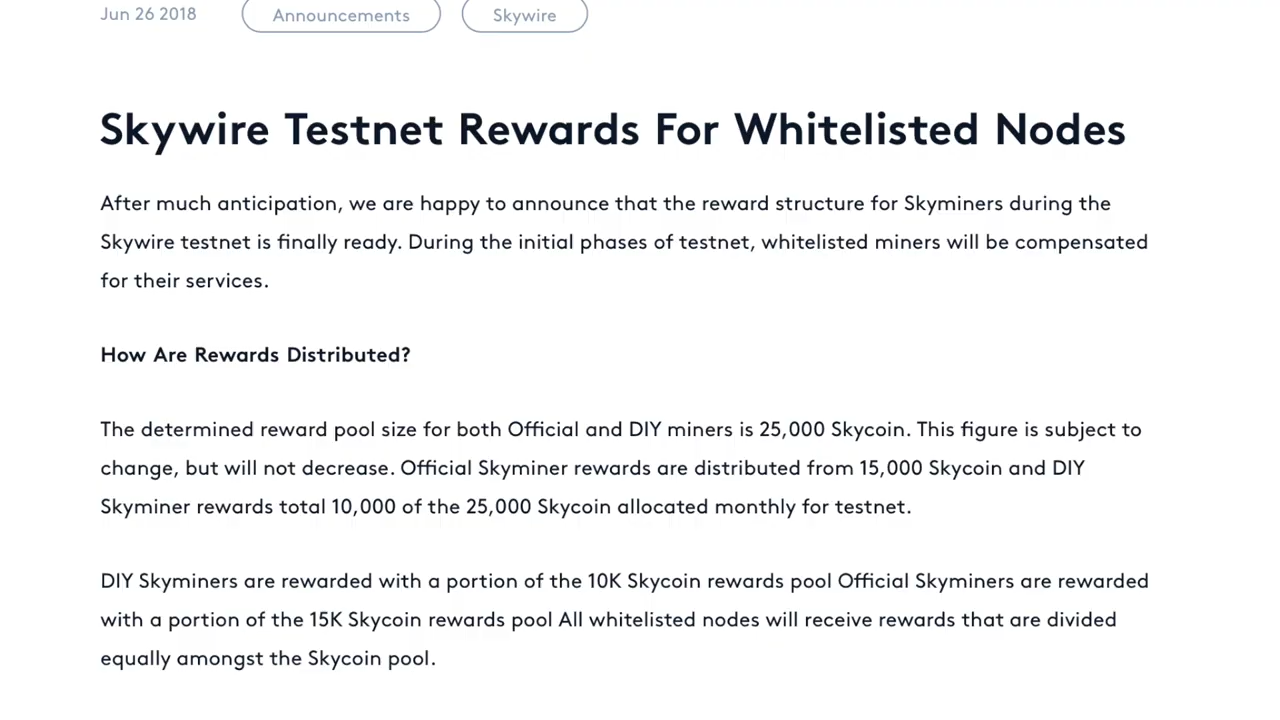 Jun 26 2018 Announcements Skywire
Skywire Testnet Rewards For Whitelisted Nodes
After much anticipation, we are happy to announce that the reward structure for Skyminers during the
Skywire testnet is finally ready. During the initial phases of testnet, whitelisted miners will be compensated
for their services.
How Are Rewards Distributed?
The determined reward pool size for both Official and DIY miners is 25,000 Skycoin. This figure is subject to
change, but will not decrease. Official Skyminer rewards are distributed from 15,000 Skycoin and DIY
Skyminer rewards total 10,000 of the 25,000 Skycoin allocated monthly for testnet.
DIY Skyminers are rewarded with a portion of the 10K Skycoin rewards pool Official Skyminers are rewarded
with a portion of the 15K Skycoin rewards pool All whitelisted nodes will receive rewards that are divided
equally amongst the Skycoin pool.